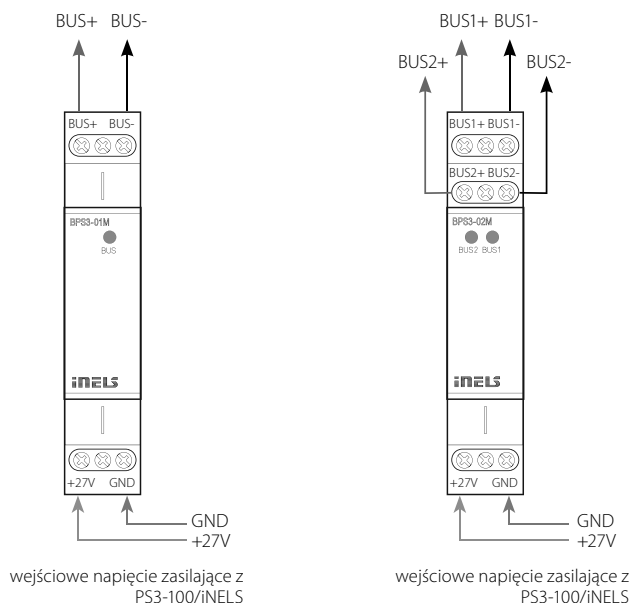 BUS+ BUS-
BUS+ BUS-
BPS3-01M
BUS
iNELS
+27V GND
GND
+27V
wejściowe napięcie zasilające z
PS3-100/iNELS
BUS1+ BUS1-
BUS2+ BUS2-
BUS1+ BUS1-
BUS2+ BUS2-
BPS3-02M
BUS2 BUS1
iNELS
+27V GND
GND
+27V
wejściowe napięcie zasilające z
PS3-100/iNELS